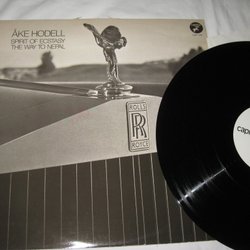 ÅKE HODELL
SPIRIT OF ECSTASY
THE WAY TO NEPAL
ROLLS
RR
ROYCE